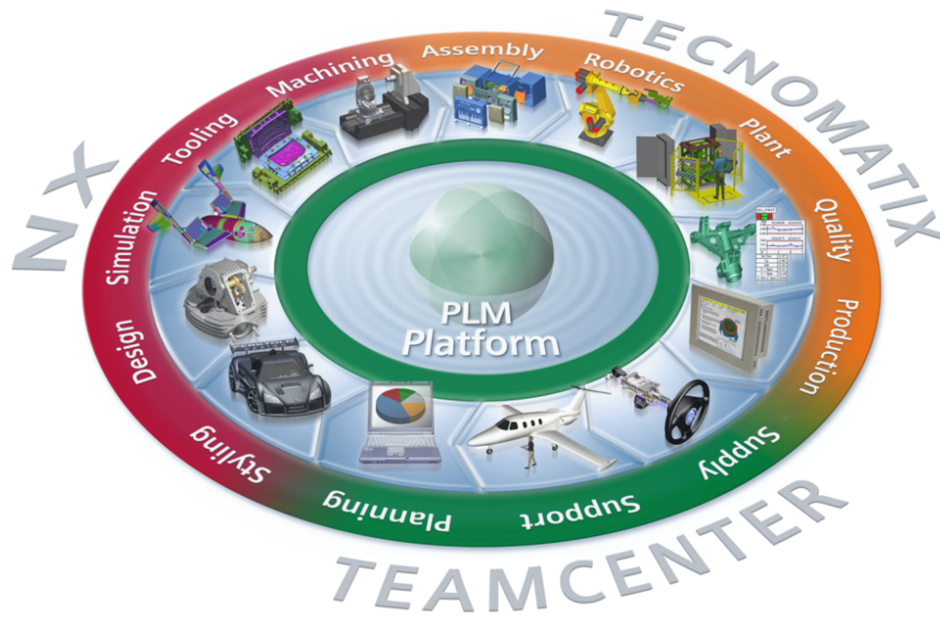 TECNOMATIX
NX
TEAMCENTER
Assembly
Robotics
Plant
Quality
Production
Supply
Support
Planning
Styling
Design
Simulation
Tooling
Machining
PLM
Platform